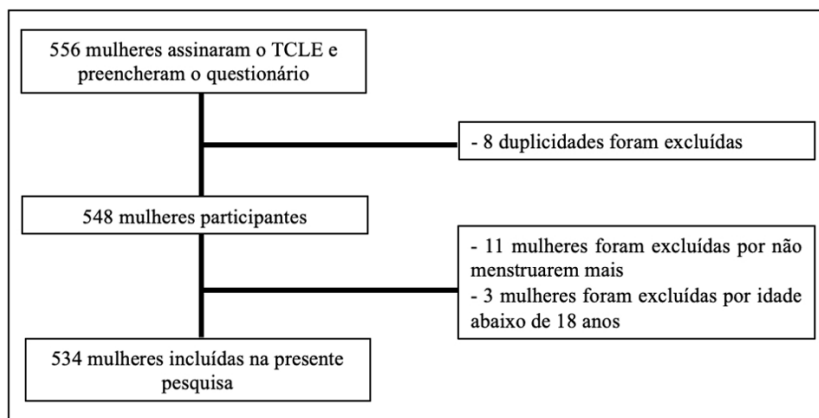 556 mulheres assinaram o TCLE e
preencheram o questionário
- 8 duplicidades foram excluídas
548 mulheres participantes
- 11 mulheres foram excluídas por não
menstruarem mais
- 3 mulheres foram excluídas por idade
abaixo de 18 anos
534 mulheres incluídas na presente
pesquisa